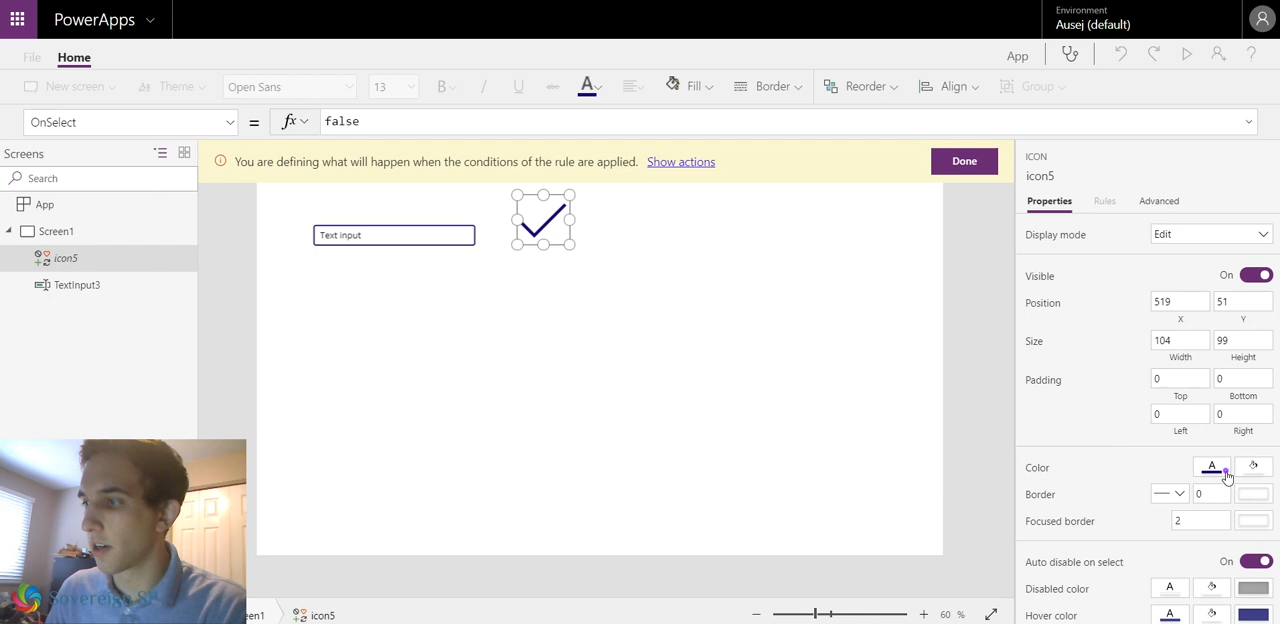 PowerApps
Environment
Ausej (default)
File
Home
App
New screen
Theme
Open Sans
13
B
I
U
abc
A
Fill
Border
Reorder
Align
Group
OnSelect
=
fx
false
Screens
Search
App
Screen1
icon5
TextInput3
You are defining what will happen when the conditions of the rule are applied. Show actions
Done
Text input
ICON
icon5
Properties
Rules
Advanced
Display mode
Edit
Visible
On
Position
519
51
X
Y
Size
104
99
Width
Height
Padding
0
0
Top
Bottom
0
0
Left
Right
Color
A
Border
0
Focused border
2
Auto disable on select
On
Disabled color
A
Hover color
A
Sovereign SP
een1
icon5
60 %